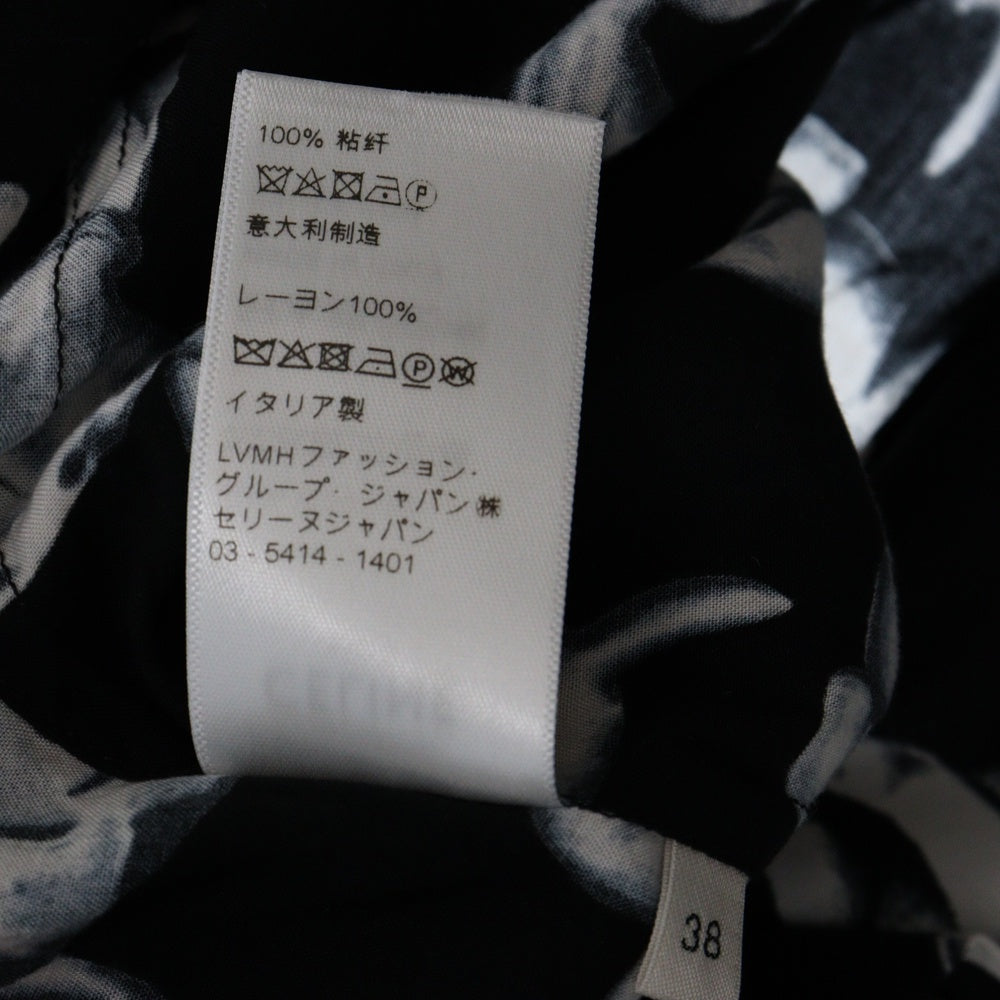 100% 粘纤
P
意大利制造
レーヨン100%
P W
イタリア製
LVMHファッション·
グループ· ジャパン㈱
セリーヌジャパン
03 - 5414 - 1401
38